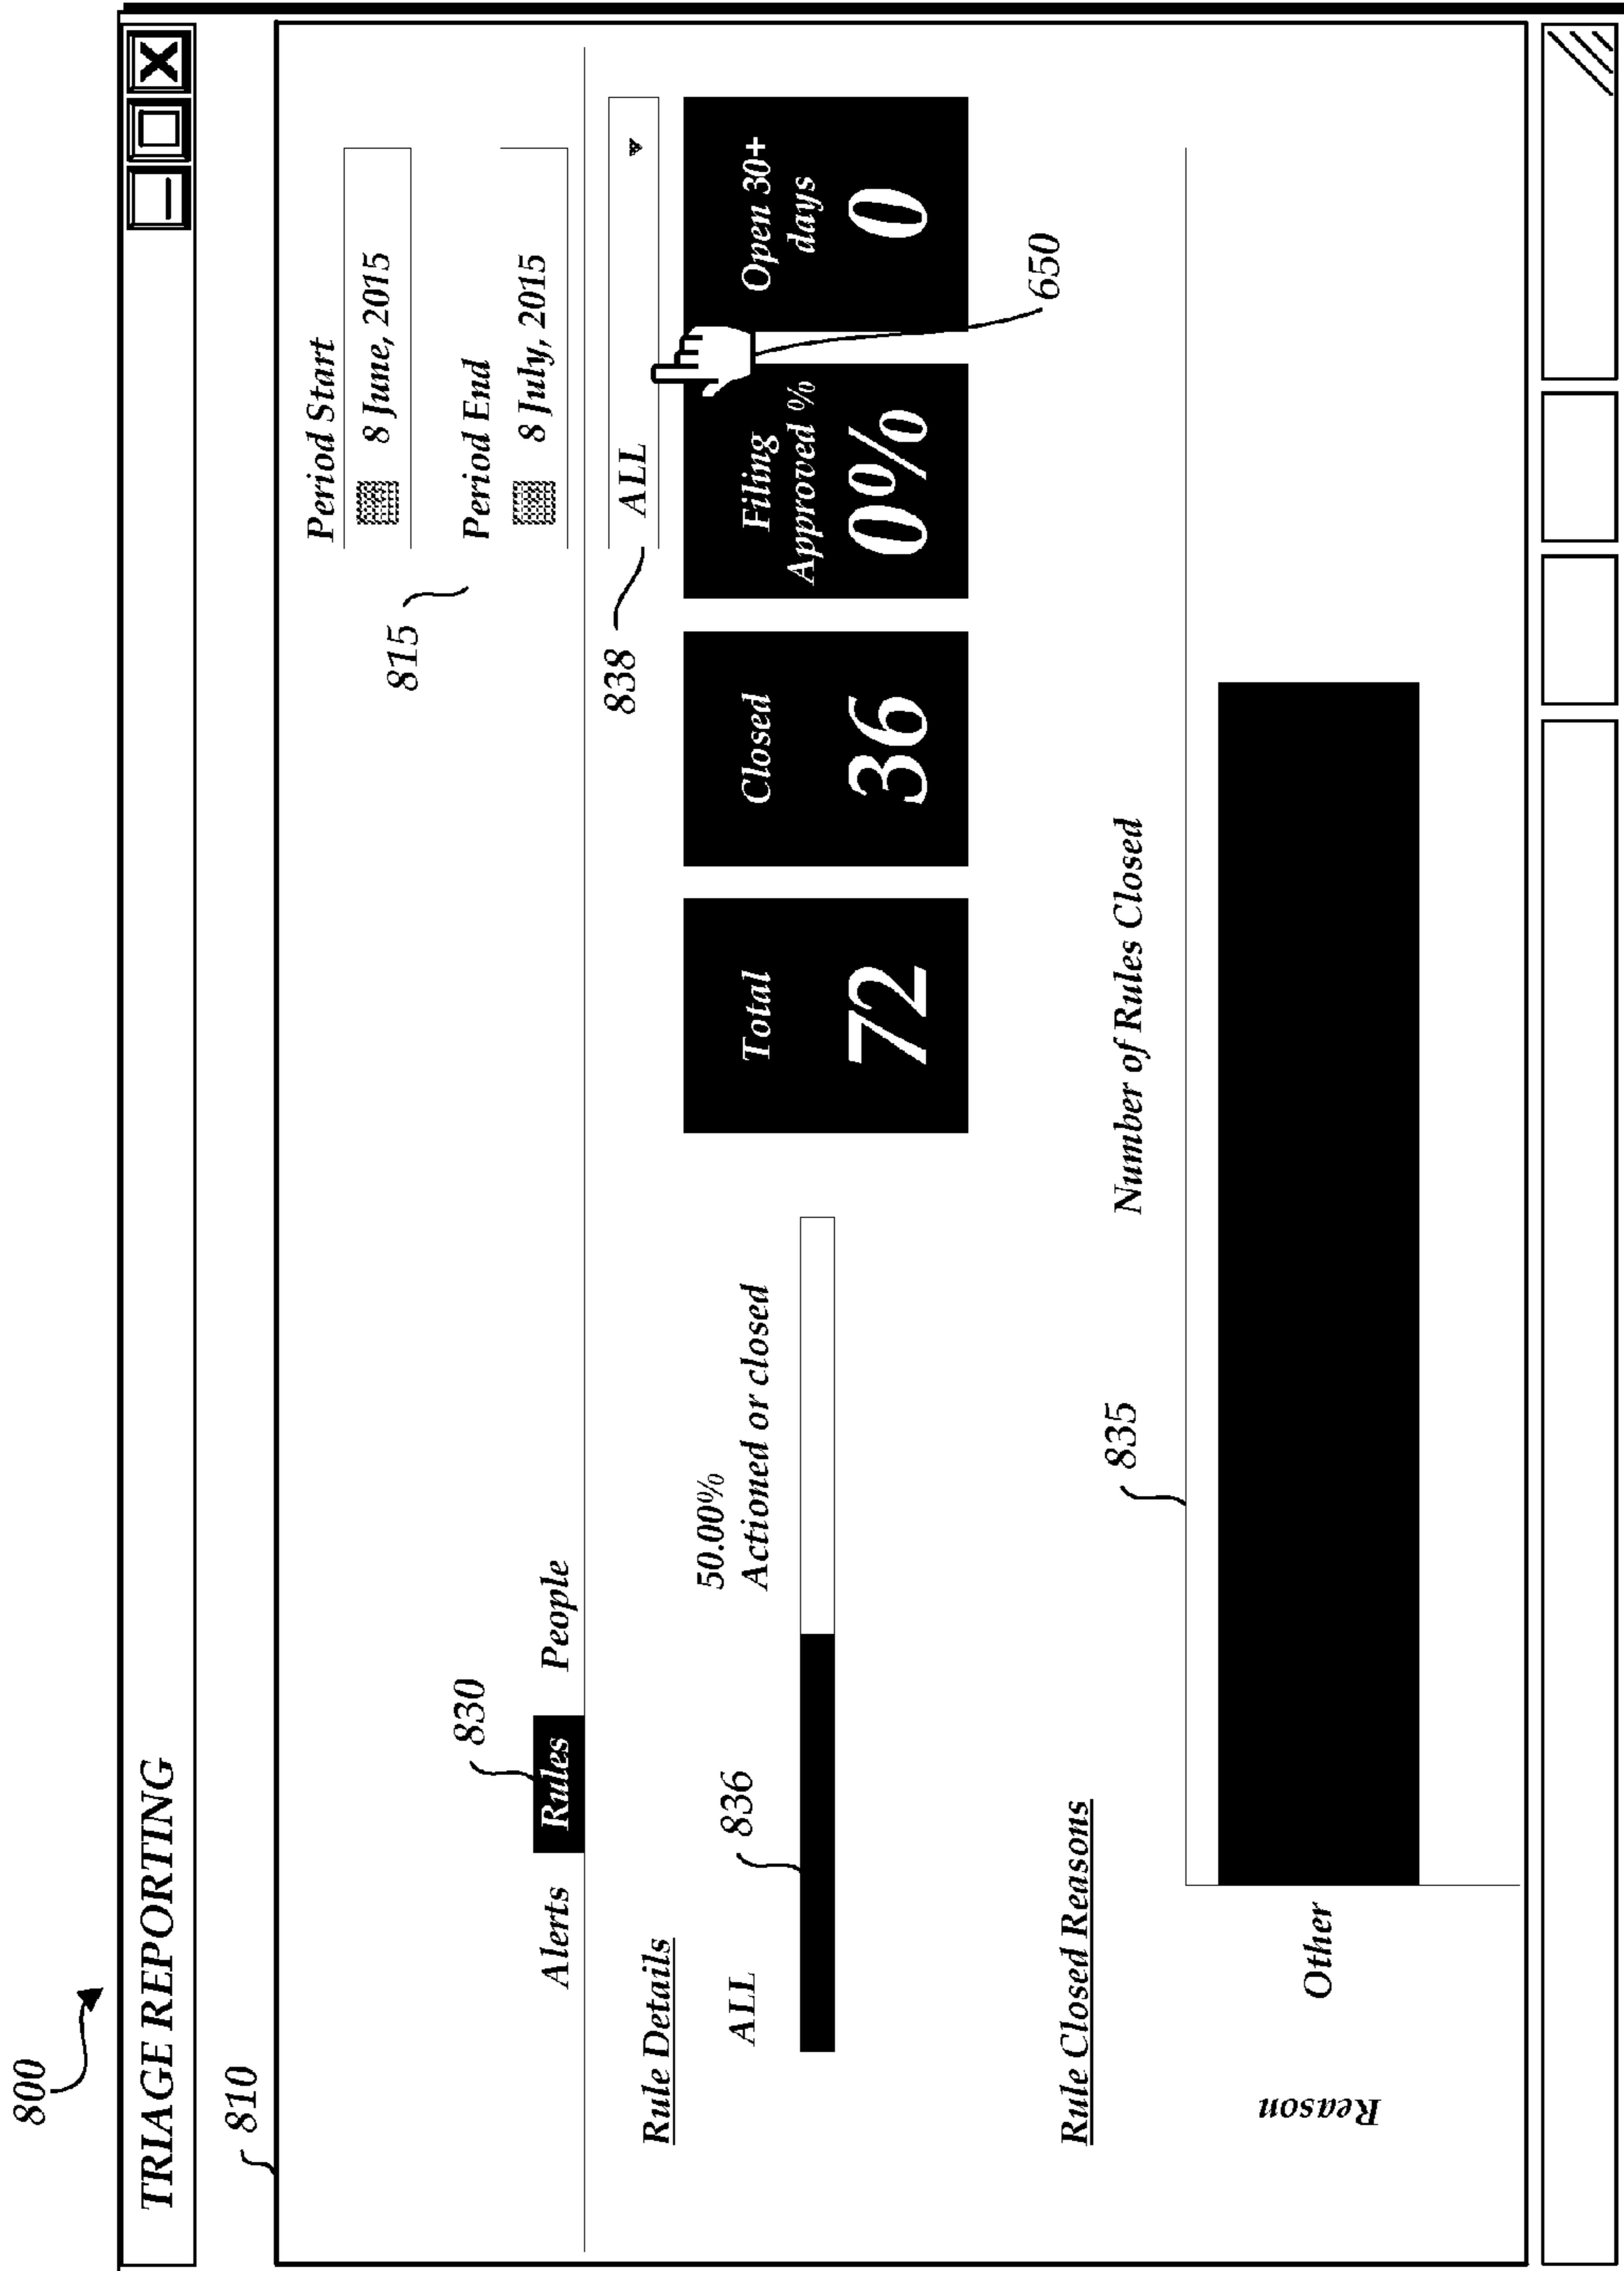 800
TRIAGE REPORTING
810
Period Start
8 June, 2015
815
Period End
8 July, 2015
830
Alerts Rules People
838
ALL
Rule Details
ALL
836
50.00%
Actioned or closed
Total
72
Closed
36
Filing
Approved %
0%
Open 30+
days
0
650
Rule Closed Reasons
835
Number of Rules Closed
Reason
Other